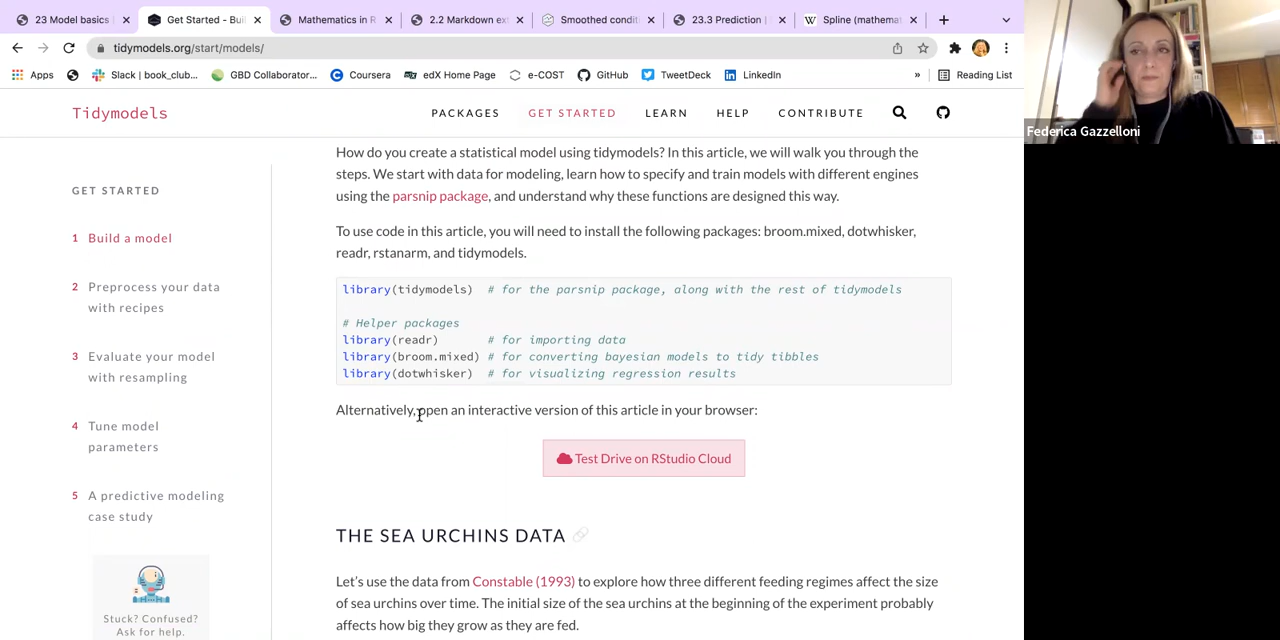 23 Model basics |
Get Started - Bui
Mathematics in R
2.2 Markdown ex
Smoothed condit
23.3 Prediction |
Spline (mathema
tidymodels.org/start/models/
Apps
Slack | book_club...
GBD Collaborator...
Coursera
edX Home Page
e-COST
GitHub
TweetDeck
LinkedIn
»
Reading List
Federica Gazzelloni
Tidymodels
PACKAGES
GET STARTED
LEARN
HELP
CONTRIBUTE
GET STARTED
1 Build a model
2 Preprocess your data
with recipes
3 Evaluate your model
with resampling
4 Tune model
parameters
5 A predictive modeling
case study
Stuck? Confused?
Ask for help.
How do you create a statistical model using tidymodels? In this article, we will walk you through the
steps. We start with data for modeling, learn how to specify and train models with different engines
using the parsnip package, and understand why these functions are designed this way.
To use code in this article, you will need to install the following packages: broom.mixed, dotwhisker,
readr, rstanarm, and tidymodels.
library(tidymodels)  # for the parsnip package, along with the rest of tidymodels
# Helper packages
library(readr)       # for importing data
library(broom.mixed) # for converting bayesian models to tidy tibbles
library(dotwhisker)  # for visualizing regression results
Alternatively, open an interactive version of this article in your browser:
Test Drive on RStudio Cloud
THE SEA URCHINS DATA
Let's use the data from Constable (1993) to explore how three different feeding regimes affect the size
of sea urchins over time. The initial size of the sea urchins at the beginning of the experiment probably
affects how big they grow as they are fed.